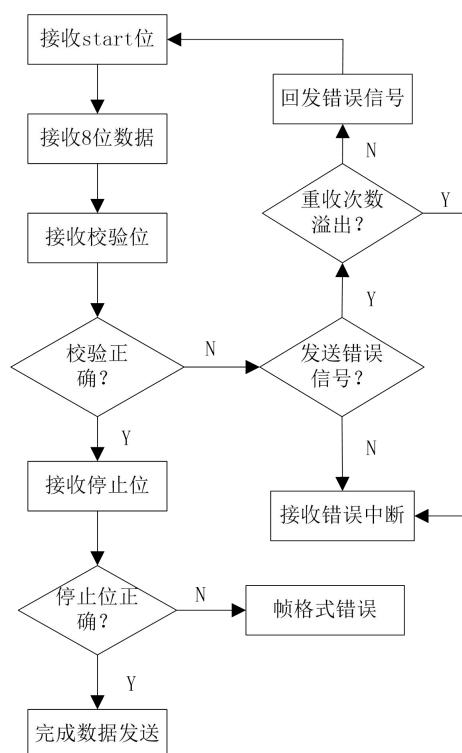 接收start位
回发错误信号
接收8位数据
N
重收次数
溢出？
Y
接收校验位
Y
校验正
确？
N
发送错误
信号？
Y
N
接收停止位
接收错误中断
停止位正
确？
N
帧格式错误
Y
完成数据发送